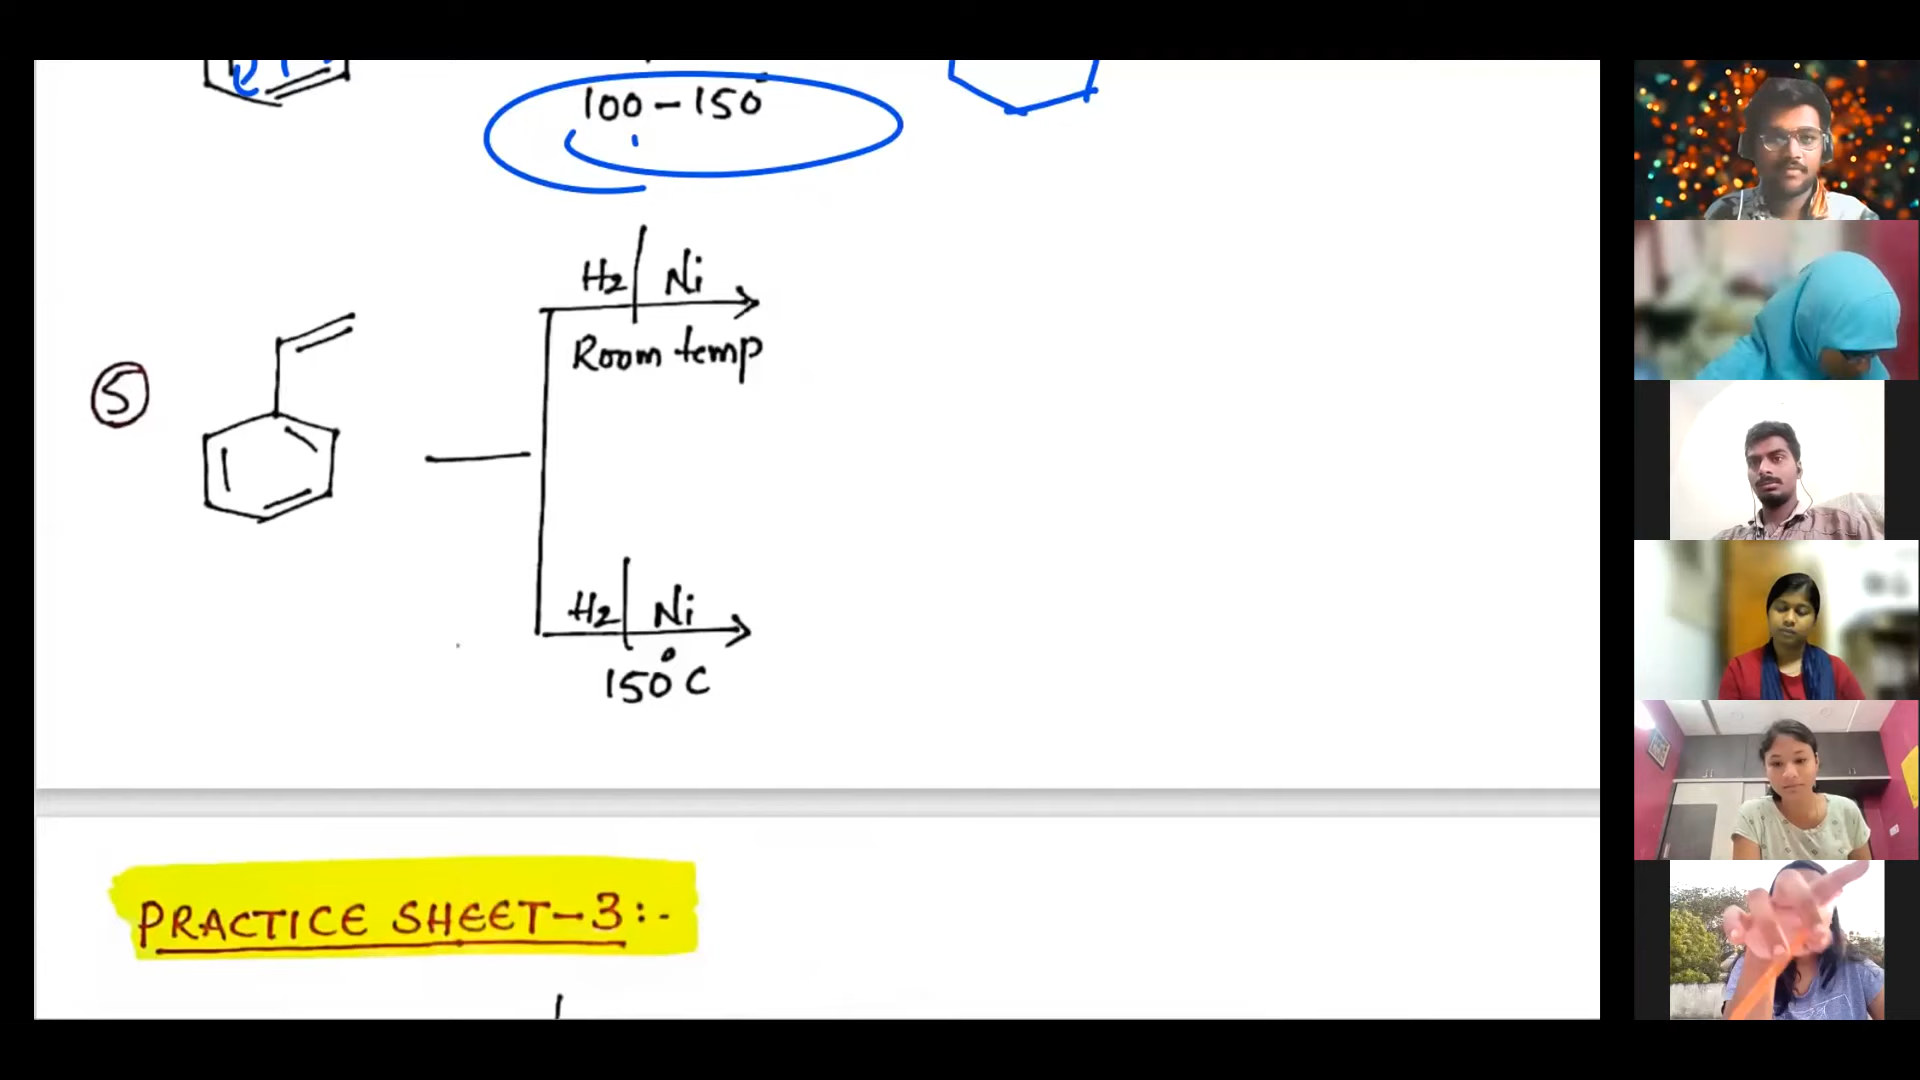 100-150°
H2 | Ni
Room temp
5
H2 | Ni
150°C
PRACTICE SHEET-3:-